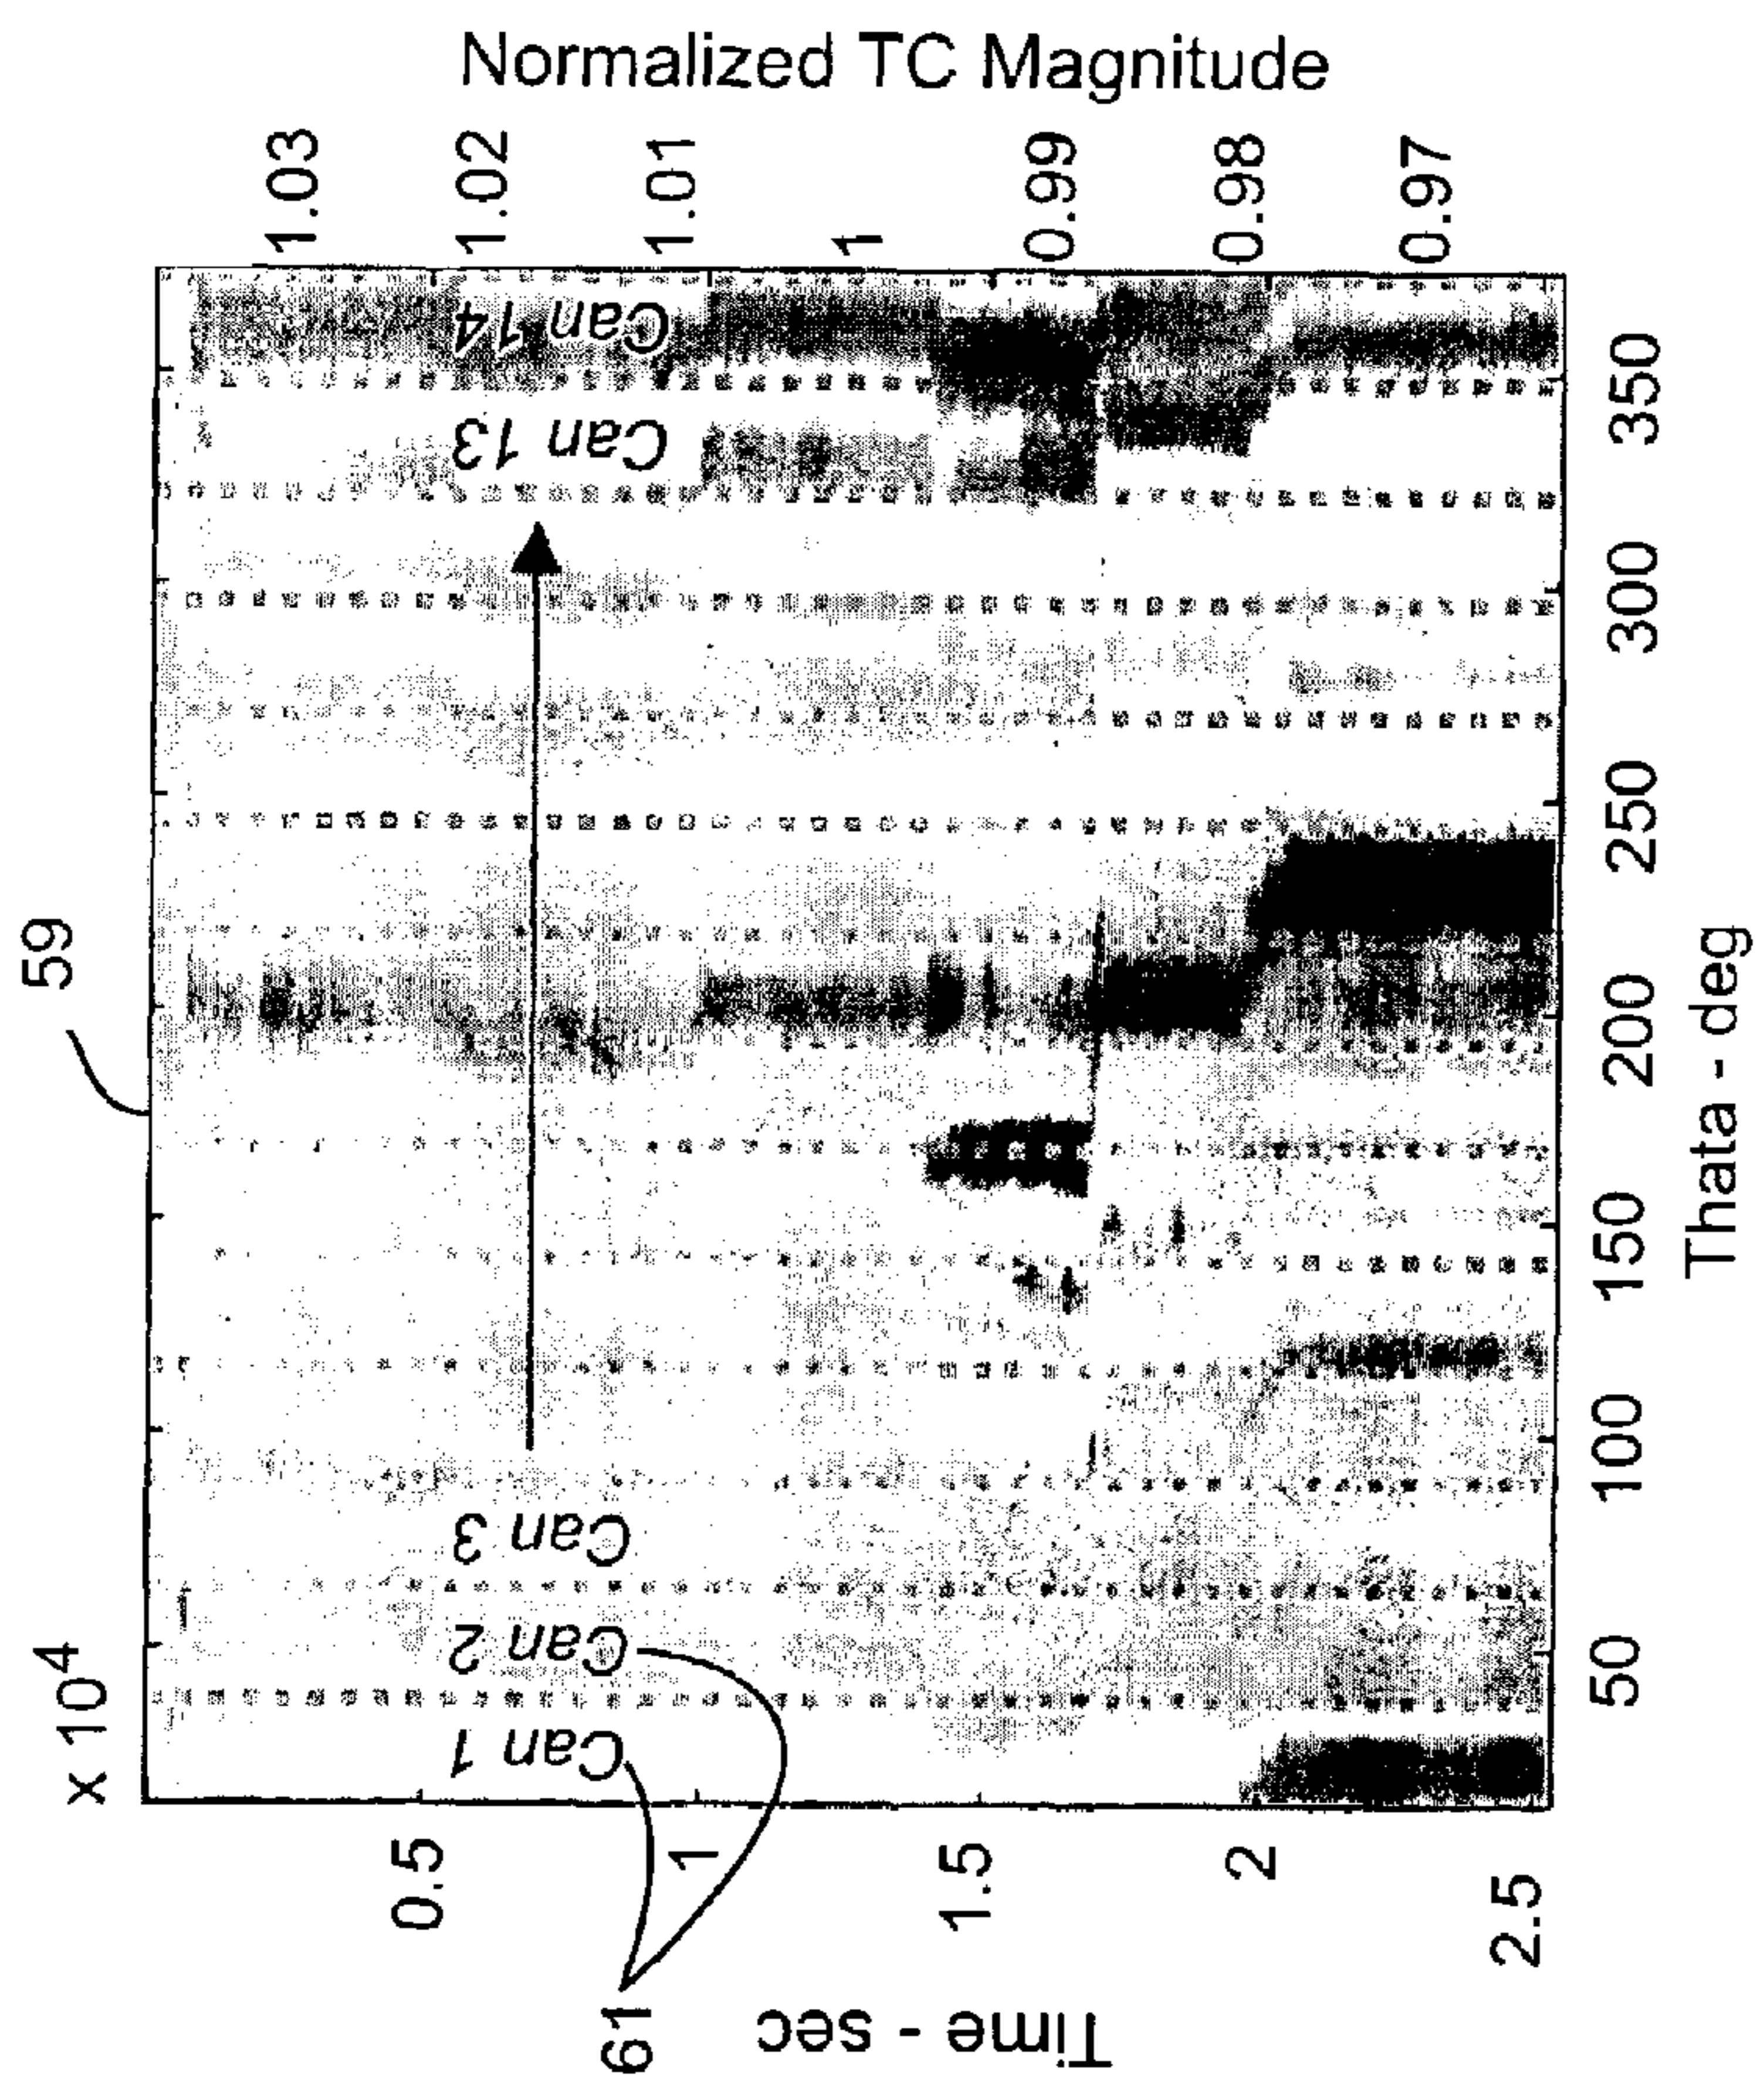 59
x 10⁴
Normalized TC Magnitude
1.03
1.02
1.01
1
0.99
0.98
0.97
Can 1
Can 2
Can 3
Can 13
Can 14
61
Time - sec
0.5
1
1.5
2
2.5
50
100
150
200
250
300
350
Thata - deg